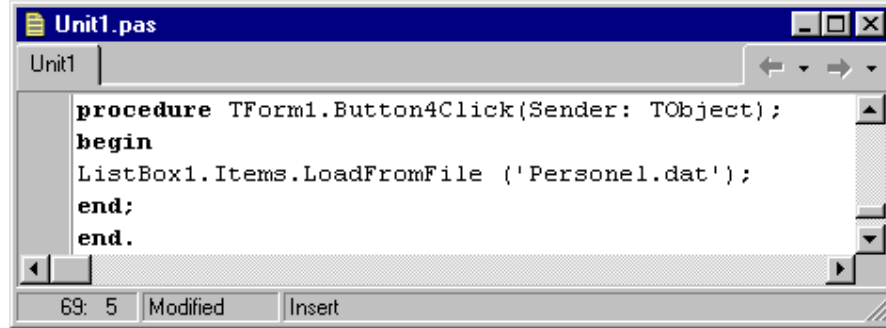 Unit1.pas
Unit1
procedure TForm1.Button4Click(Sender: TObject);
begin
ListBox1.Items.LoadFromFile ('Personel.dat');
end;
end.
69: 5 Modified Insert